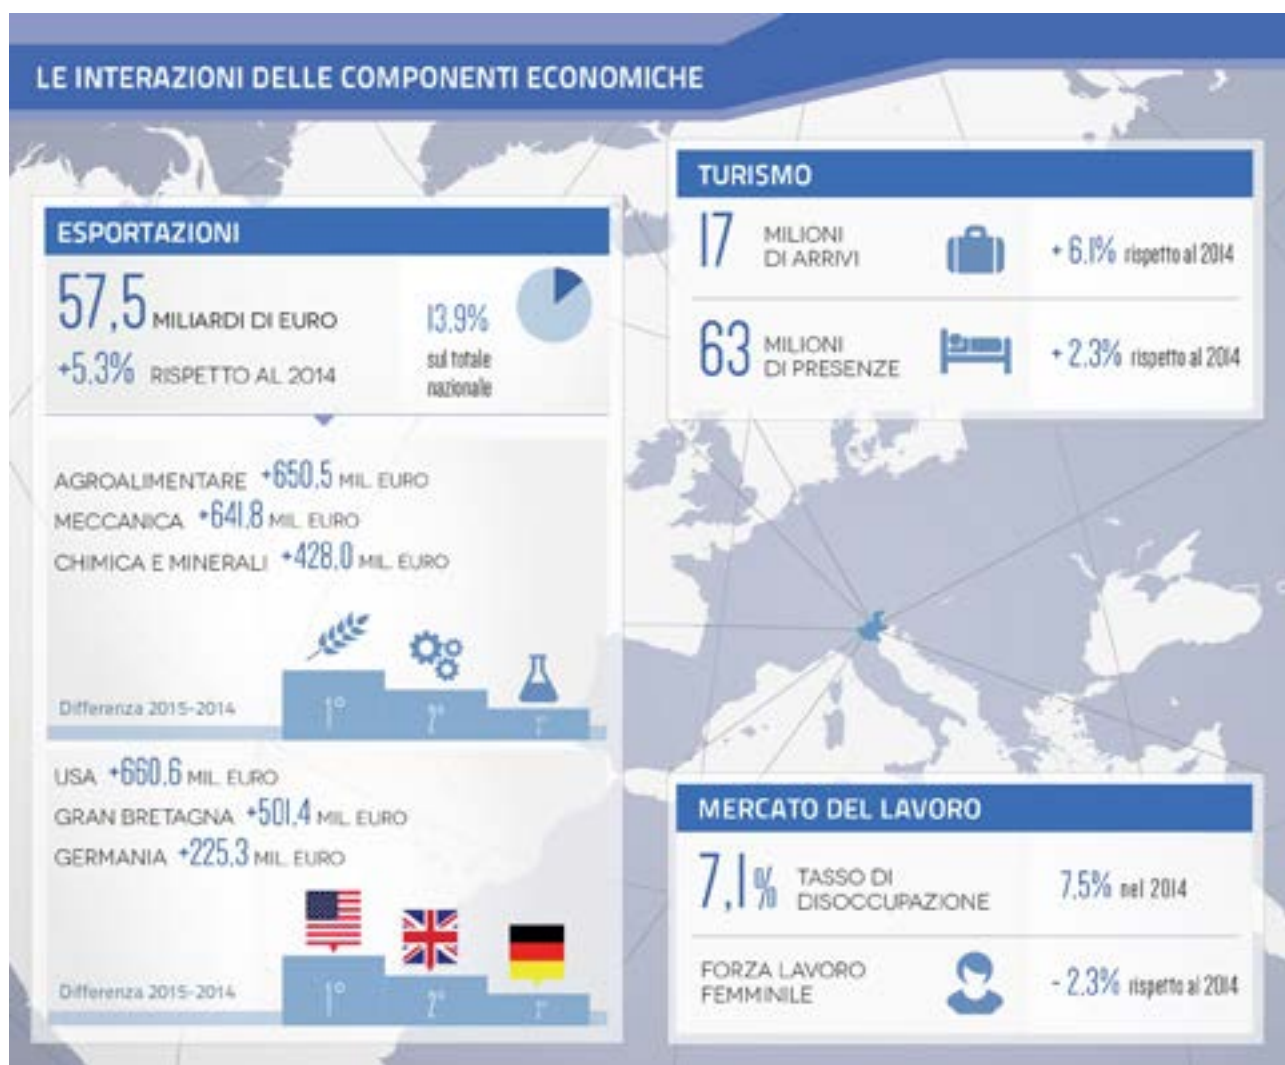 LE INTERAZIONI DELLE COMPONENTI ECONOMICHE
ESPORTAZIONI
57,5 MILIARDI DI EURO
+5.3% RISPETTO AL 2014
13.9%
sul totale
nazionale
AGROALIMENTARE +650,5 MIL. EURO
MECCANICA +641,8 MIL. EURO
CHIMICA E MINERALI +428,0 MIL. EURO
Differenza 2015-2014
1°
2°
USA +660.6 MIL. EURO
GRAN BRETAGNA +501,4 MIL. EURO
GERMANIA +225,3 MIL. EURO
Differenza 2015-2014
1°
2°
TURISMO
17 MILIONI
DI ARRIVI
+ 6.1% rispetto al 2014
63 MILIONI
DI PRESENZE
+ 2.3% rispetto al 2014
MERCATO DEL LAVORO
7,1% TASSO DI
DISOCCUPAZIONE
7.5% nel 2014
FORZA LAVORO
FEMMINILE
- 2.3% rispetto al 2014